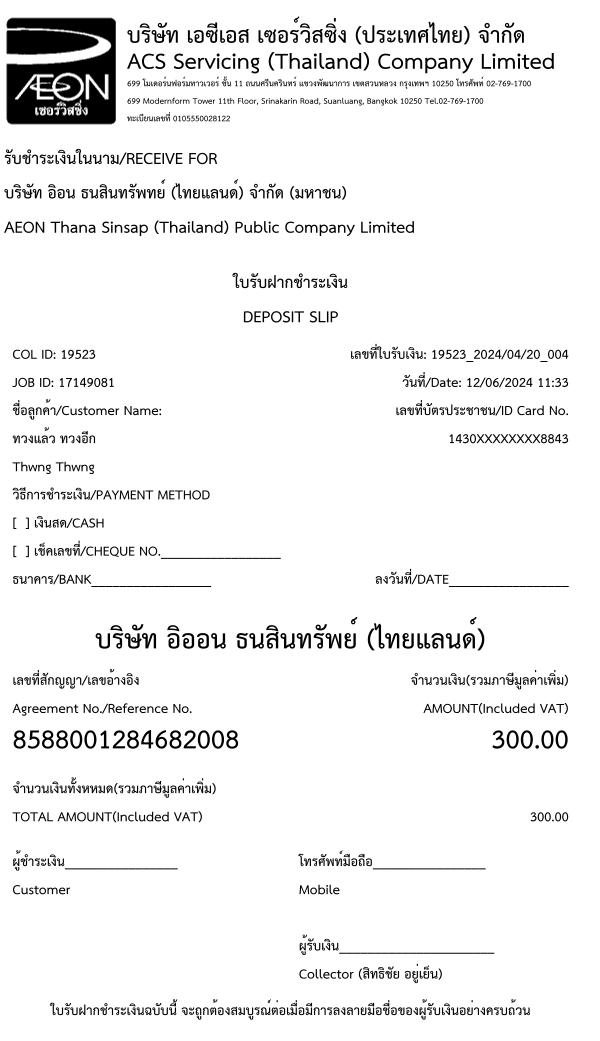 บริษัท เอซีเอส เซอร์วิสซิ่ง (ประเทศไทย) จำกัด
ACS Servicing (Thailand) Company Limited
699 โมเดอร์นฟอร์มทาวเวอร์ ชั้น 11 ถนนศรีนครินทร์ แขวงพัฒนาการ เขตสวนหลวง กรุงเทพฯ 10250 โทรศัพท์ 02-769-1700
699 Modernform Tower 11th Floor, Srinakarin Road, Suanluang, Bangkok 10250 Tel.02-769-1700
ทะเบียนเลขที่ 0105550028122
ÆON
เซอร์วิสซิ่ง
รับชำระเงินในนาม/RECEIVE FOR
บริษัท อิออน ธนสินทรัพทย์ (ไทยแลนด์) จำกัด (มหาชน)
AEON Thana Sinsap (Thailand) Public Company Limited
ใบรับฝากชำระเงิน
DEPOSIT SLIP
COL ID: 19523 เลขที่ใบรับเงิน: 19523_2024/04/20_004
JOB ID: 17149081 วันที่/Date: 12/06/2024 11:33
ชื่อลูกค้า/Customer Name: เลขที่บัตรประชาชน/ID Card No.
ทวงแล้ว ทวงอีก 1430XXXXXXXX8843
Thwng Thwng
วิธีการชำระเงิน/PAYMENT METHOD
[ ] เงินสด/CASH
[ ] เช็คเลขที่/CHEQUE NO.__________________
ธนาคาร/BANK__________________ ลงวันที่/DATE__________________
บริษัท อิออน ธนสินทรัพย์ (ไทยแลนด์)
เลขที่สัญญา/เลขอ้างอิง จำนวนเงิน(รวมภาษีมูลค่าเพิ่ม)
Agreement No./Reference No. AMOUNT(Included VAT)
8588001284682008 300.00
จำนวนเงินทั้งหหมด(รวมภาษีมูลค่าเพิ่ม)
TOTAL AMOUNT(Included VAT) 300.00
ผู้ชำระเงิน_________________ โทรศัพท์มือถือ_________________
Customer Mobile
ผู้รับเงิน_______________________
Collector (สิทธิชัย อยู่เย็น)
ใบรับฝากชำระเงินฉบับนี้ จะถูกต้องสมบูรณ์ต่อเมื่อมีการลงลายมือชื่อของผู้รับเงินอย่างครบถ้วน